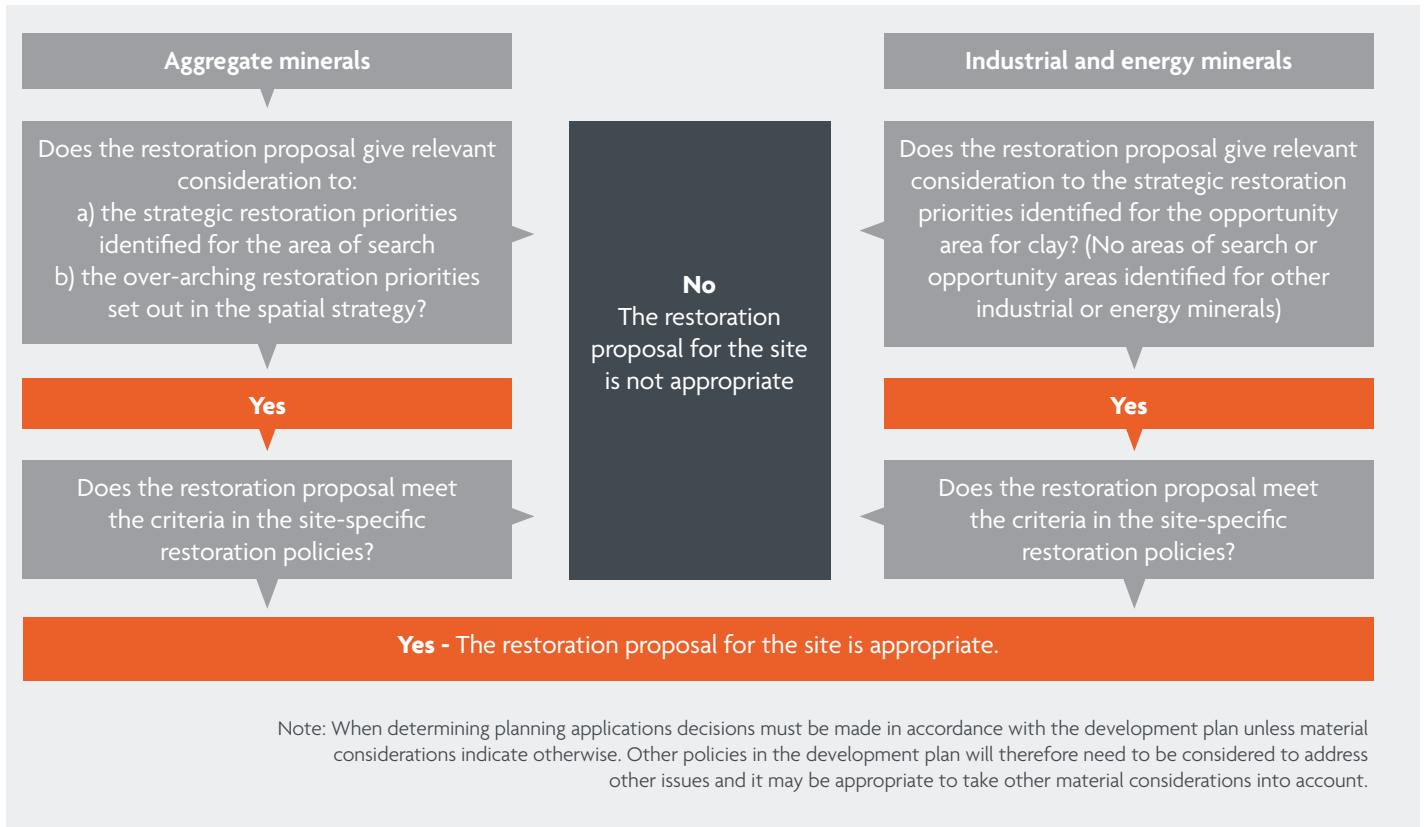 Aggregate minerals
Does the restoration proposal give relevant
consideration to:
a) the strategic restoration priorities
identified for the area of search
b) the over-arching restoration priorities
set out in the spatial strategy?
Yes
Does the restoration proposal meet
the criteria in the site-specific
restoration policies?
No
The restoration
proposal for the site
is not appropriate
Industrial and energy minerals
Does the restoration proposal give relevant
consideration to the strategic restoration
priorities identified for the opportunity
area for clay? (No areas of search or
opportunity areas identified for other
industrial or energy minerals)
Yes
Does the restoration proposal meet
the criteria in the site-specific
restoration policies?
Yes - The restoration proposal for the site is appropriate.
Note: When determining planning applications decisions must be made in accordance with the development plan unless material
considerations indicate otherwise. Other policies in the development plan will therefore need to be considered to address
other issues and it may be appropriate to take other material considerations into account.